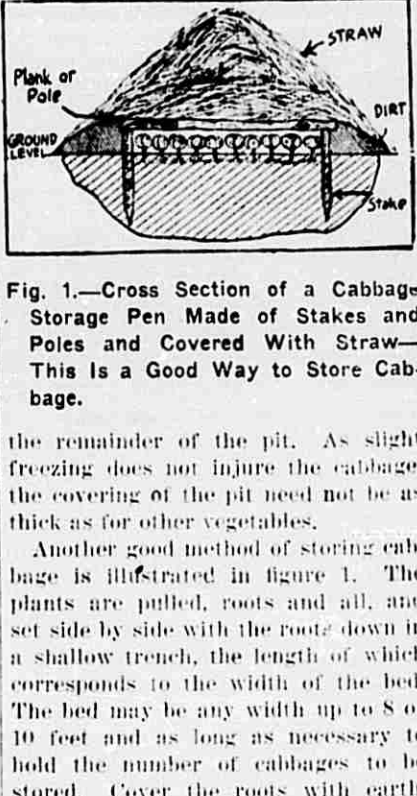 STRAW
Plank or
Pole
DIRT
GROUND
LEVEL
Stake
Fig. 1.—Cross Section of a Cabbage
Storage Pen Made of Stakes and
Poles and Covered With Straw—
This Is a Good Way to Store Cab-
bage.
the remainder of the pit. As slight
freezing does not injure the cabbage
the covering of the pit need not be as
thick as for other vegetables.
Another good method of storing cab
bage is illustrated in figure 1. The
plants are pulled, roots and all, and
set side by side with the roots down in
a shallow trench, the length of which
corresponds to the width of the bed
The bed may be any width up to 8 or
10 feet and as long as necessary to
hold the number of cabbages to be
stored. Cover the roots with earth